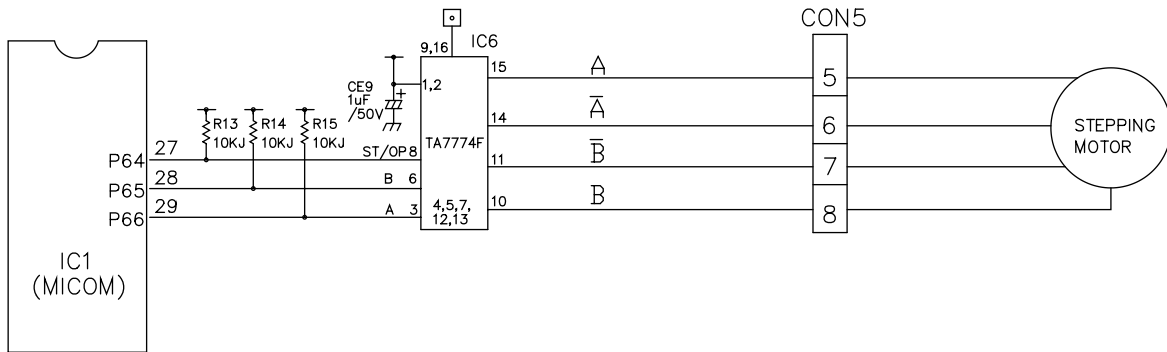 CON5
9,16
IC6
15
A
5
1,2
CE9
1uF
/50V
+
A̅
14
6
R13
10KJ
R14
10KJ
R15
10KJ
TA7774F
STEPPING
MOTOR
P64
27
ST/OP
8
11
B̅
7
P65
28
B
6
P66
29
A
3
4,5,7,
12,13
10
B
8
IC1
(MICOM)